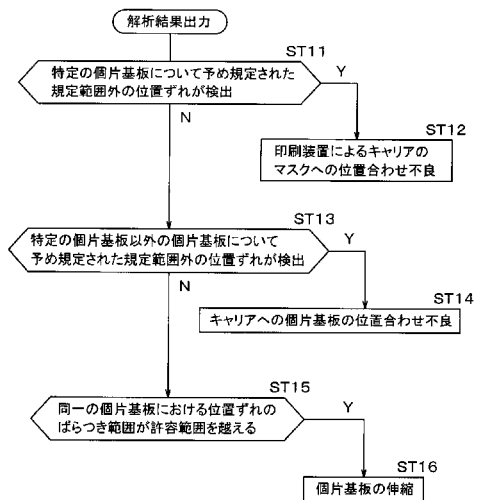 解析結果出力
ST11
特定の個片基板について予め規定された
規定範囲外の位置ずれが検出
Y
N
ST12
印刷装置によるキャリアの
マスクへの位置合わせ不良
ST13
特定の個片基板以外の個片基板について
予め規定された規定範囲外の位置ずれが検出
Y
N
ST14
キャリアへの個片基板の位置合わせ不良
ST15
同一の個片基板における位置ずれの
ばらつき範囲が許容範囲を越える
Y
ST16
個片基板の伸縮